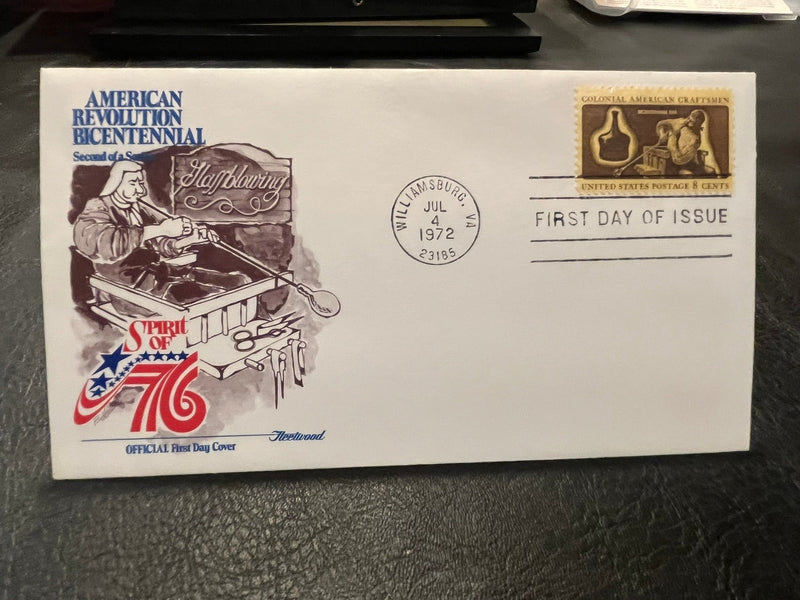 AMERICAN
REVOLUTION
BICENTENNIAL
Second of a
Glassblowing
SPIRIT
OF
76
OFFICIAL First Day Cover
Fleetwood
WILLIAMSBURG, VA
JUL
4
1972
23185
COLONIAL AMERICAN CRAFTSMEN
UNITED STATES POSTAGE 8 CENTS
FIRST DAY OF ISSUE